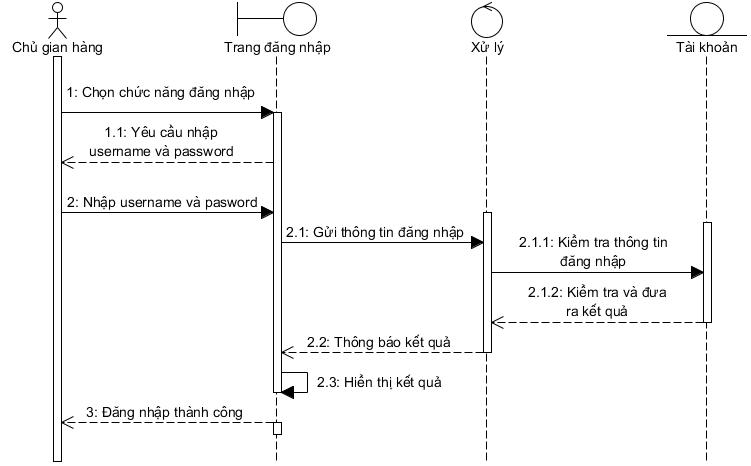 Chủ gian hàng
Trang đăng nhập
Xử lý
Tài khoản
1: Chọn chức năng đăng nhập
1.1: Yêu cầu nhập
username và password
2: Nhập username và pasword
2.1: Gửi thông tin đăng nhập
2.1.1: Kiểm tra thông tin
đăng nhập
2.1.2: Kiểm tra và đưa
ra kết quả
2.2: Thông báo kết quả
2.3: Hiển thị kết quả
3: Đăng nhập thành công